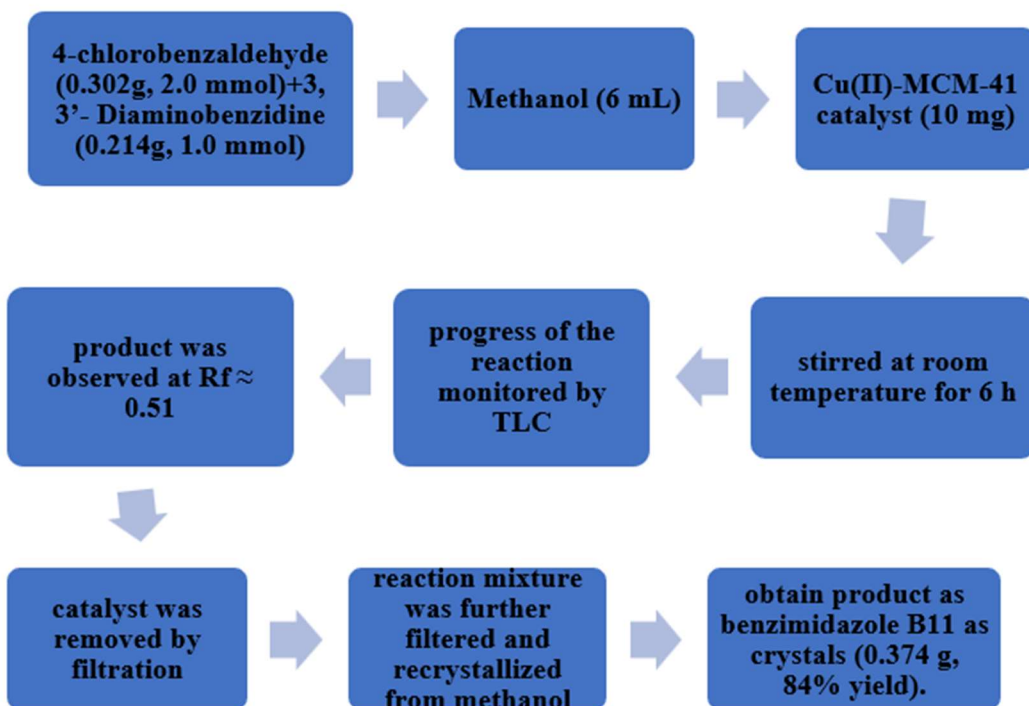 4-chlorobenzaldehyde
(0.302g, 2.0 mmol)+3,
3’- Diaminobenzidine
(0.214g, 1.0 mmol)
Methanol (6 mL)
Cu(II)-MCM-41
catalyst (10 mg)
stirred at room
temperature for 6 h
progress of the
reaction
monitored by
TLC
product was
observed at Rf ≈
0.51
catalyst was
removed by
filtration
reaction mixture
was further
filtered and
recrystallized
from methanol
obtain product as
benzimidazole B11 as
crystals (0.374 g,
84% yield).